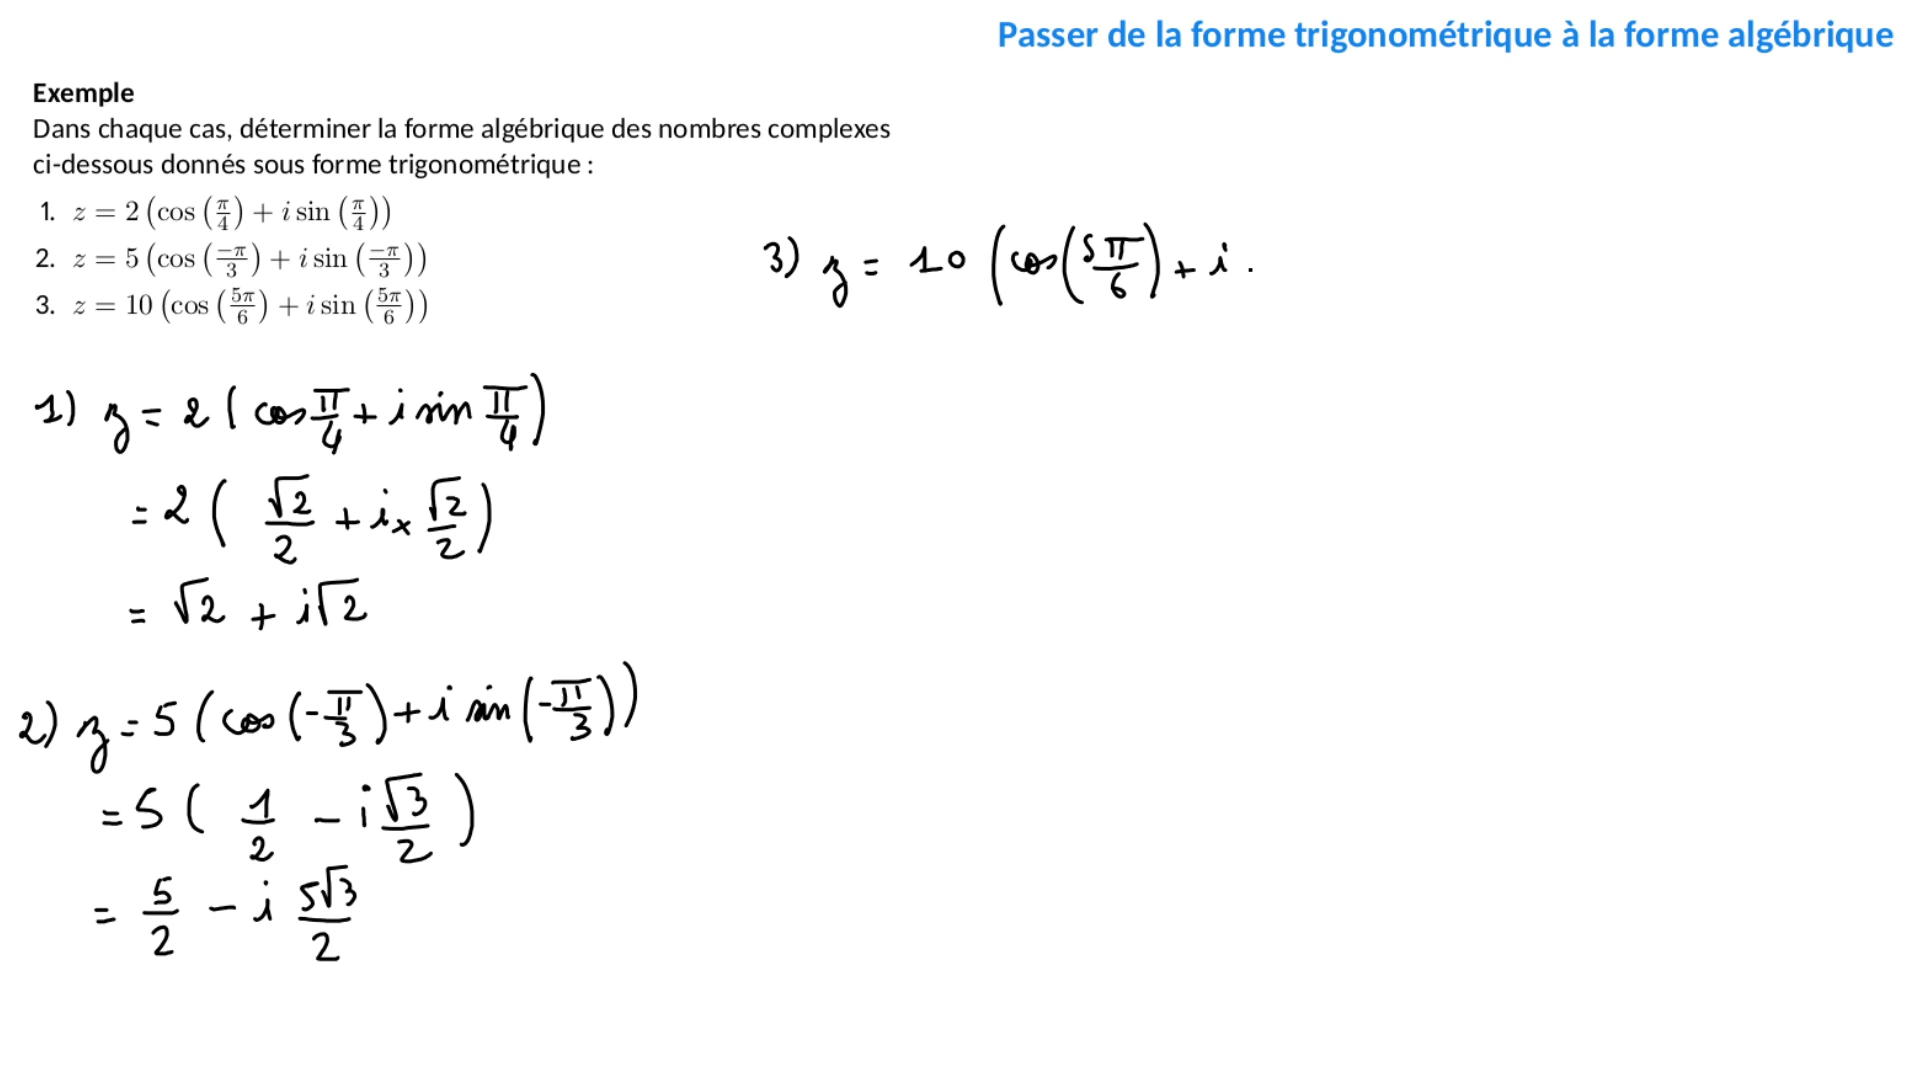 Passer de la forme trigonométrique à la forme algébrique
Exemple
Dans chaque cas, déterminer la forme algébrique des nombres complexes
ci-dessous donnés sous forme trigonométrique :
1. z = 2 (cos (π/4) + i sin (π/4))
2. z = 5 (cos (−π/3) + i sin (−π/3))
3. z = 10 (cos (5π/6) + i sin (5π/6))
1) z = 2 ( cos π/4 + i sin π/4 )
= 2 ( √2/2 + i × √2/2 )
= √2 + i√2
2) z = 5 ( cos (-π/3) + i sin (-π/3))
= 5 ( 1/2 - i √3/2 )
= 5/2 - i 5√3/2
3) z = 10 ( cos(5π/6) + i .